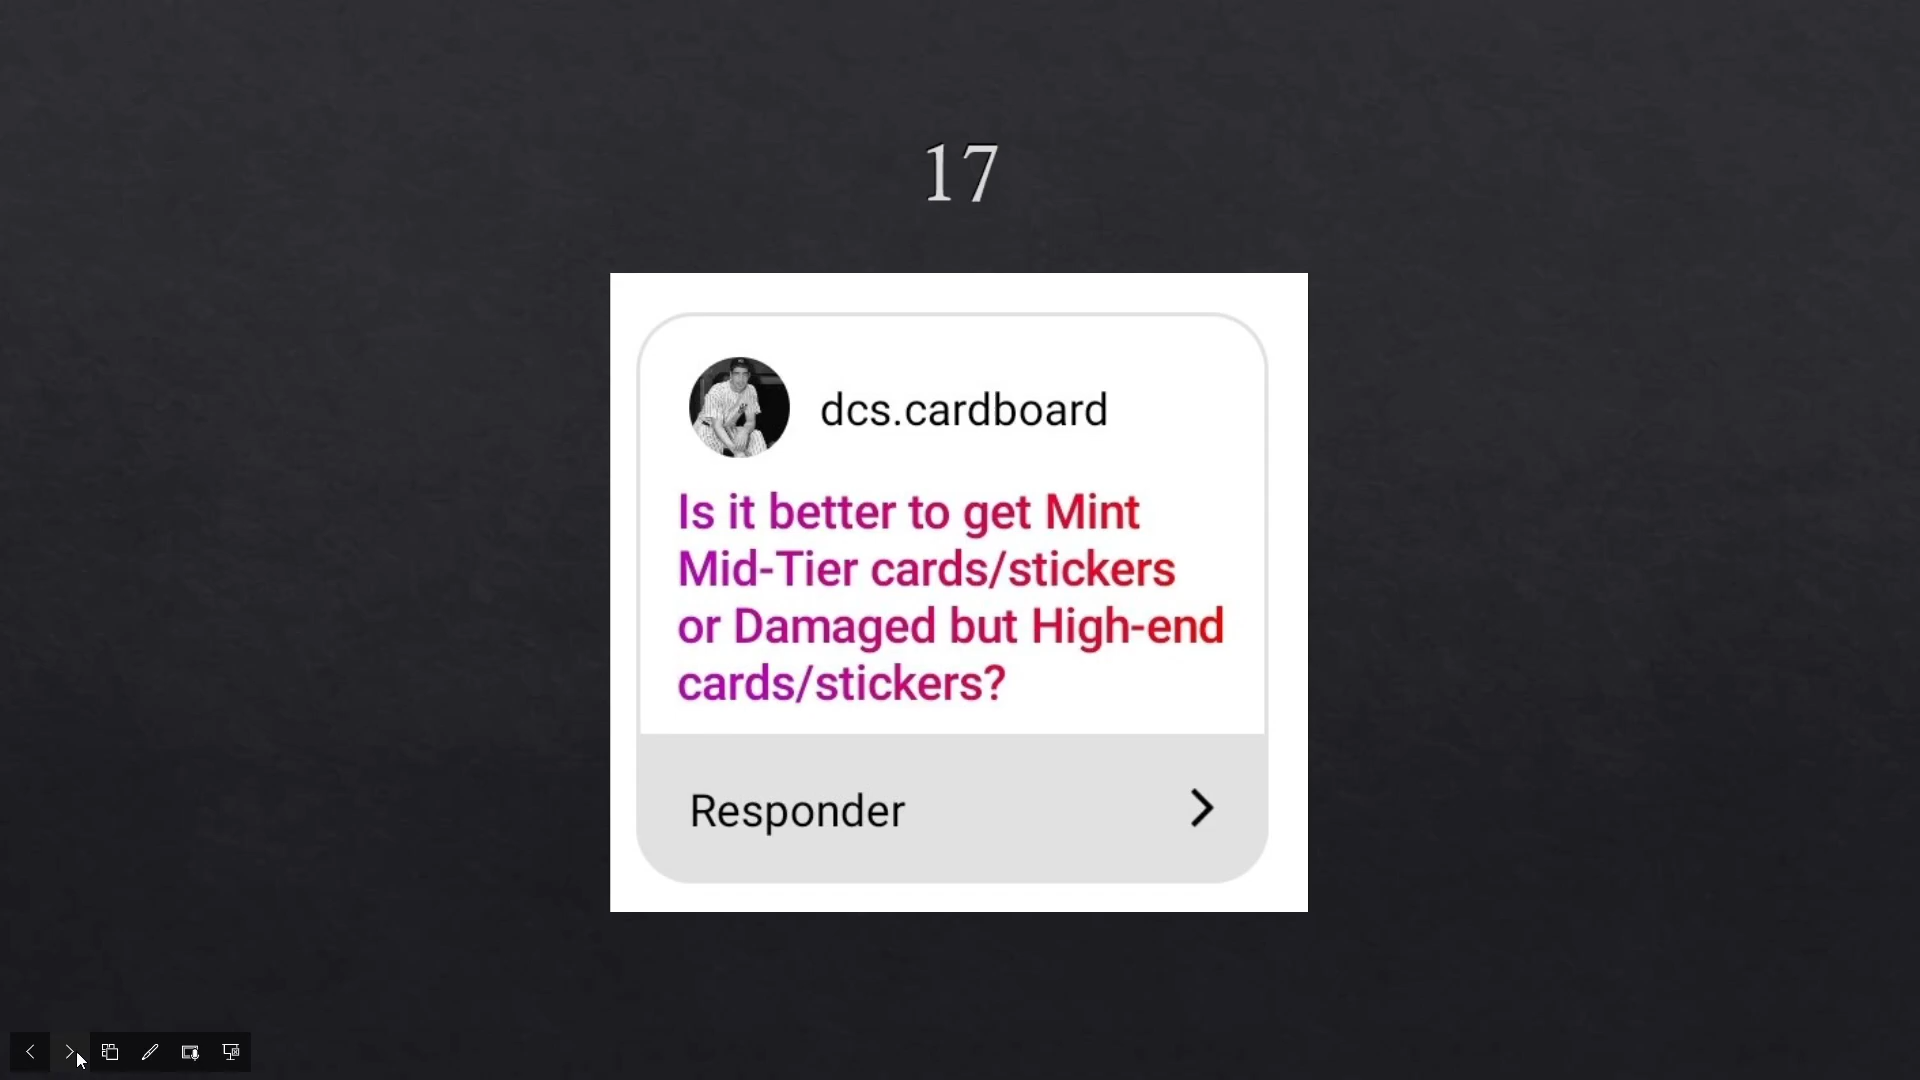 17
dcs.cardboard
Is it better to get Mint
Mid-Tier cards/stickers
or Damaged but High-end
cards/stickers?
Responder